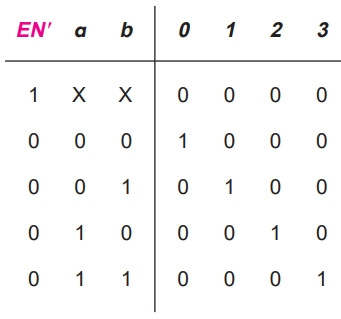 EN' a b 0 1 2 3
1 X X 0 0 0 0
0 0 0 1 0 0 0
0 0 1 0 1 0 0
0 1 0 0 0 1 0
0 1 1 0 0 0 1